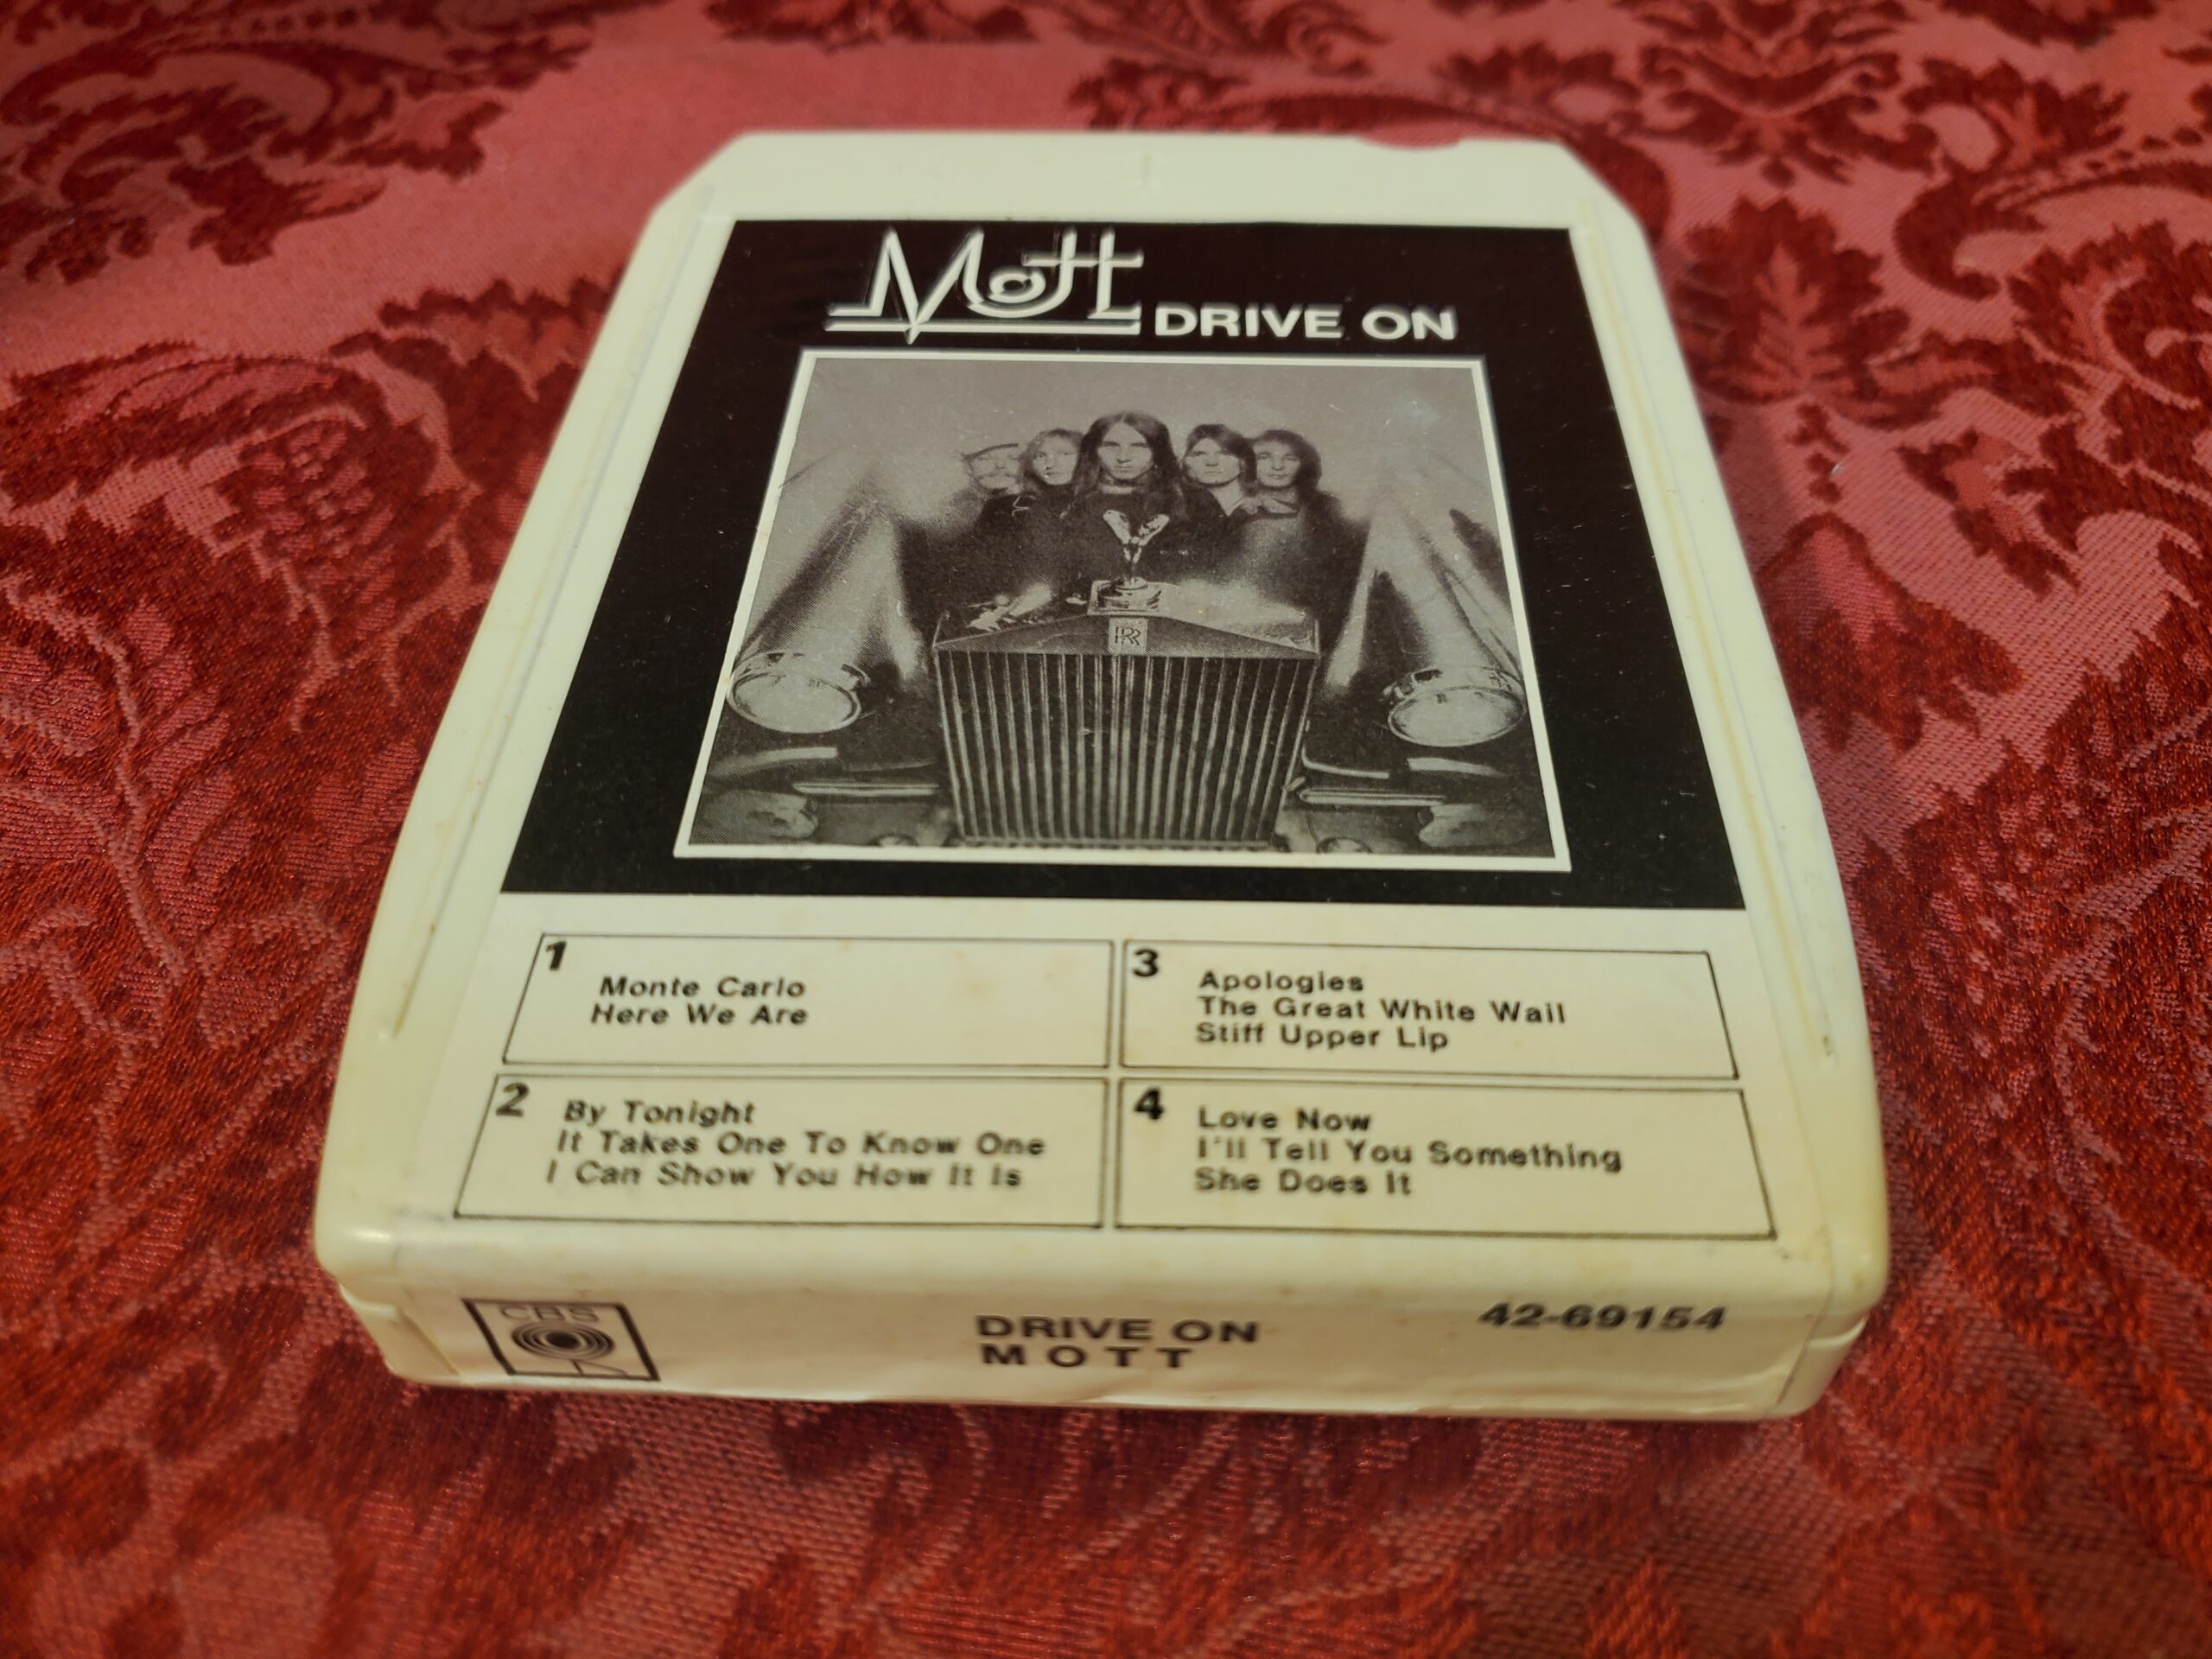 Mott DRIVE ON
RR
1
Monte Carlo
Here We Are
2
By Tonight
It Takes One To Know One
I Can Show You How It Is
3
Apologies
The Great White Wail
Stiff Upper Lip
4
Love Now
I'll Tell You Something
She Does It
CBS
DRIVE ON
MOTT
42-69154